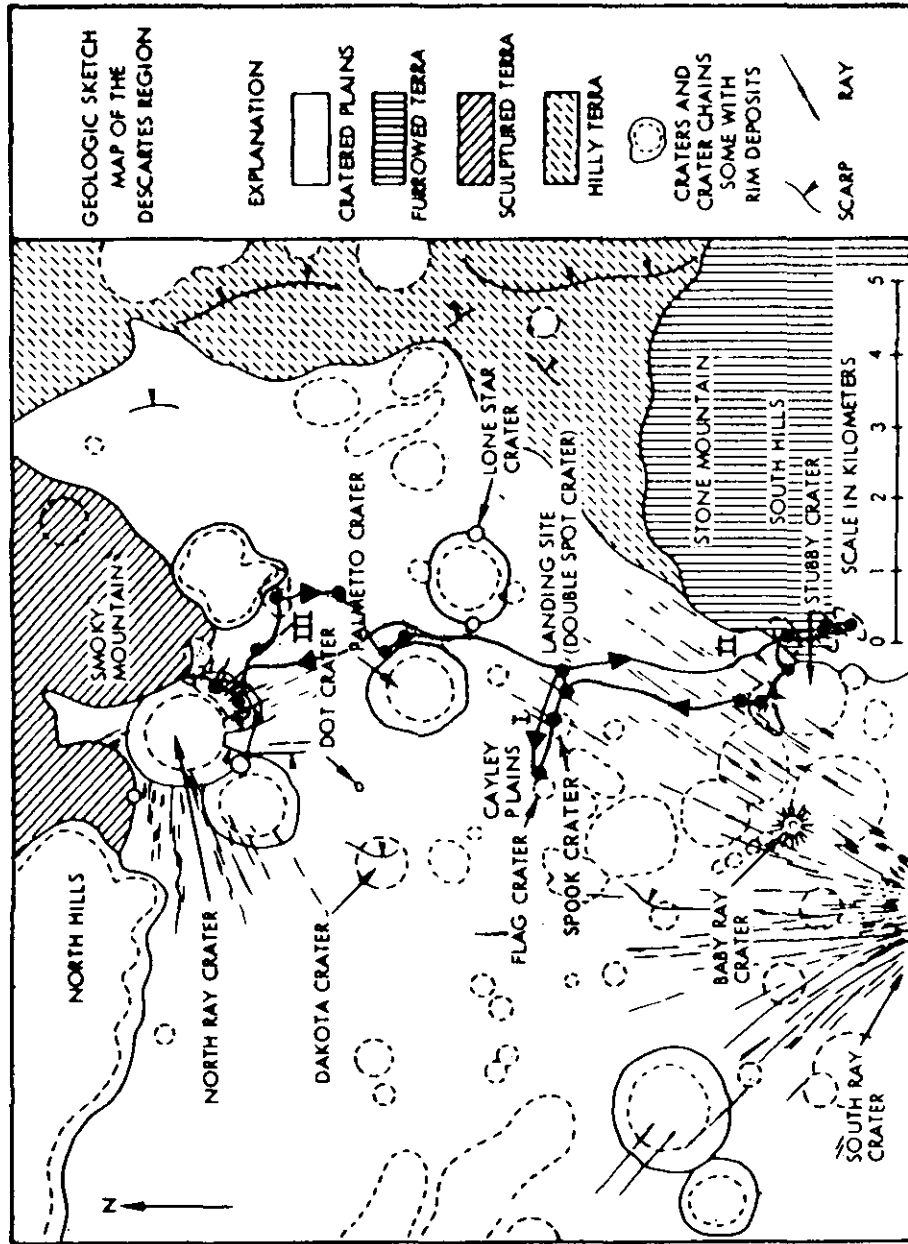 GEOLOGIC SKETCH
MAP OF THE
DESCARTES REGION
EXPLANATION
CRATERED PLAINS
FURROWED TERRA
SCULPTURED TERRA
HILLY TERRA
CRATERS AND
CRATER CHAINS
SOME WITH
RIM DEPOSITS
SCARP
RAY
N
NORTH HILLS
SMOKY
MOUNTAIN
NORTH RAY CRATER
III
DOT CRATER
PALMETTO CRATER
DAKOTA CRATER
LONE STAR
CRATER
CAYLEY
PLAINS
I
FLAG CRATER
SPOOK CRATER
LANDING SITE
(DOUBLE SPOT CRATER)
STONE MOUNTAIN
II
SOUTH HILLS
STUBBY CRATER
BABY RAY
CRATER
SOUTH RAY
CRATER
0 1 2 3 4 5
SCALE IN KILOMETERS